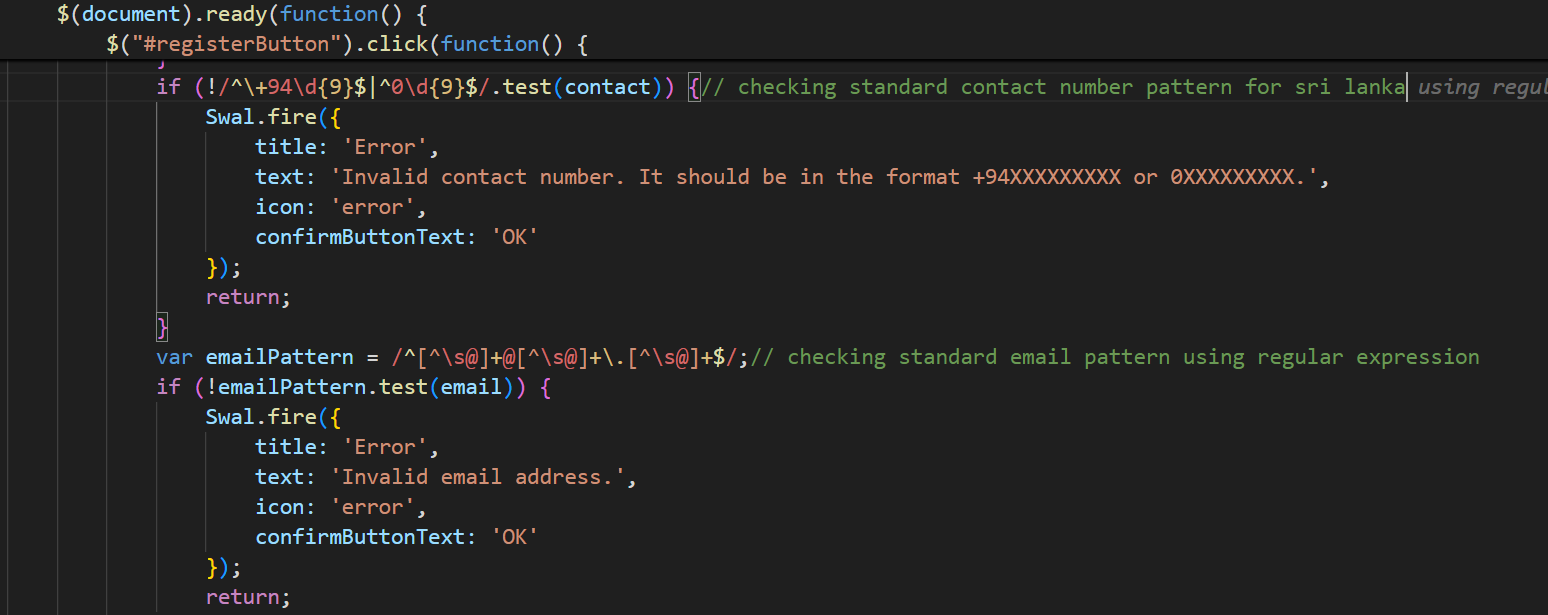 $(document).ready(function() {
$("#registerButton").click(function() {
}
if (!/^\+94\d{9}$|^0\d{9}$/.test(contact)) {// checking standard contact number pattern for sri lanka using
Swal.fire({
title: 'Error',
text: 'Invalid contact number. It should be in the format +94XXXXXXXXX or 0XXXXXXXXX.',
icon: 'error',
confirmButtonText: 'OK'
});
return;
}
var emailPattern = /^[^\s@]+@[^\s@]+\.[^\s@]+$/;// checking standard email pattern using regular expression
if (!emailPattern.test(email)) {
Swal.fire({
title: 'Error',
text: 'Invalid email address.',
icon: 'error',
confirmButtonText: 'OK'
});
return;